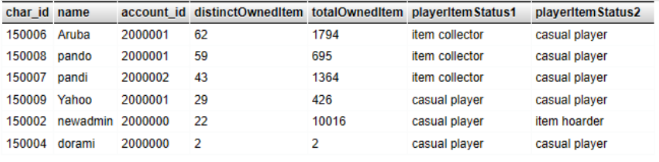 char_id name account_id distinctOwnedItem totalOwnedItem playerItemStatus1 playerItemStatus2
150006 Aruba 2000001 62 1794 item collector casual player
150008 pando 2000001 59 695 item collector casual player
150007 pandi 2000002 43 1364 item collector casual player
150009 Yahoo 2000001 29 426 casual player casual player
150002 newadmin 2000000 22 10016 casual player item hoarder
150004 dorami 2000000 2 2 casual player casual player